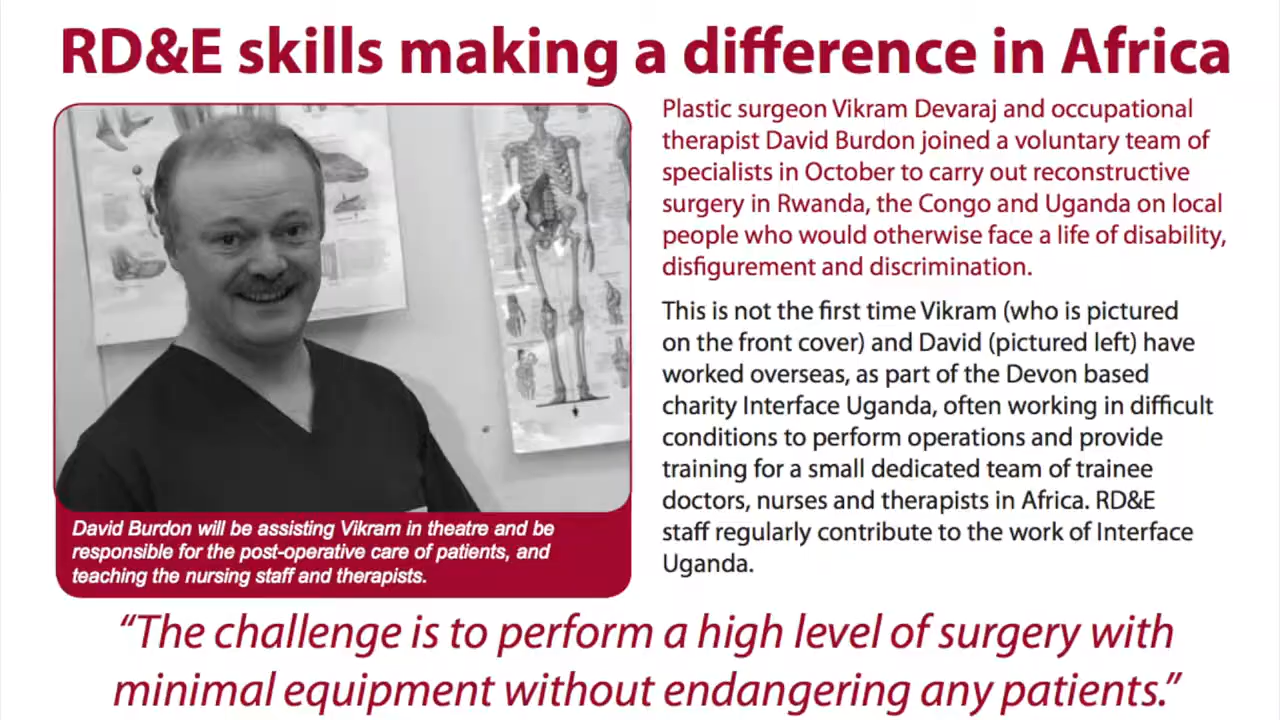 RD&E skills making a difference in Africa
Plastic surgeon Vikram Devaraj and occupational
therapist David Burdon joined a voluntary team of
specialists in October to carry out reconstructive
surgery in Rwanda, the Congo and Uganda on local
people who would otherwise face a life of disability,
disfigurement and discrimination.
This is not the first time Vikram (who is pictured
on the front cover) and David (pictured left) have
worked overseas, as part of the Devon based
charity Interface Uganda, often working in difficult
conditions to perform operations and provide
training for a small dedicated team of trainee
doctors, nurses and therapists in Africa. RD&E
staff regularly contribute to the work of Interface
Uganda.
David Burdon will be assisting Vikram in theatre and be
responsible for the post-operative care of patients, and
teaching the nursing staff and therapists.
“The challenge is to perform a high level of surgery with
minimal equipment without endangering any patients.”